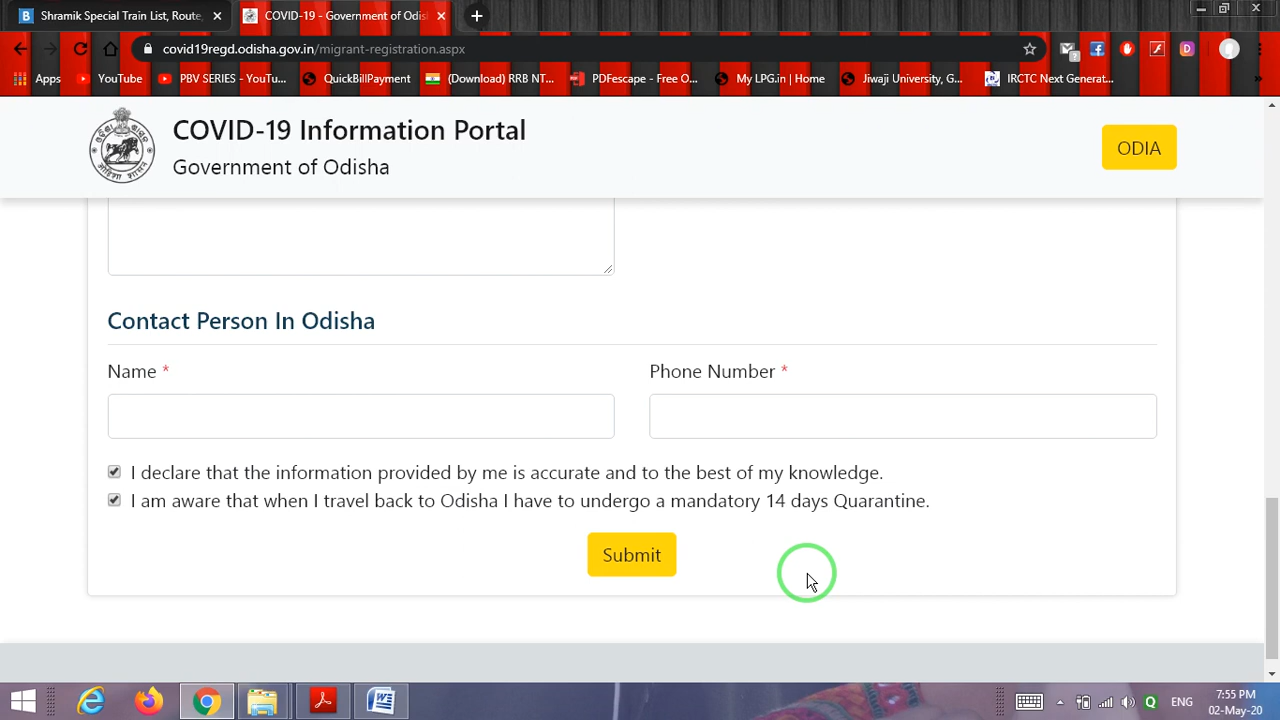 Shramik Special Train List, Route,
COVID-19 - Government of Odis
covid19regd.odisha.gov.in/migrant-registration.aspx
Apps
YouTube
PBV SERIES - YouTu...
QuickBillPayment
(Download) RRB NT...
PDFescape - Free O...
My LPG.in | Home
Jiwaji University, G...
IRCTC Next Generat...
»
COVID-19 Information Portal
Government of Odisha
ODIA
Contact Person In Odisha
Name *
Phone Number *
I declare that the information provided by me is accurate and to the best of my knowledge.
I am aware that when I travel back to Odisha I have to undergo a mandatory 14 days Quarantine.
Submit
ENG
7:55 PM
02-May-20